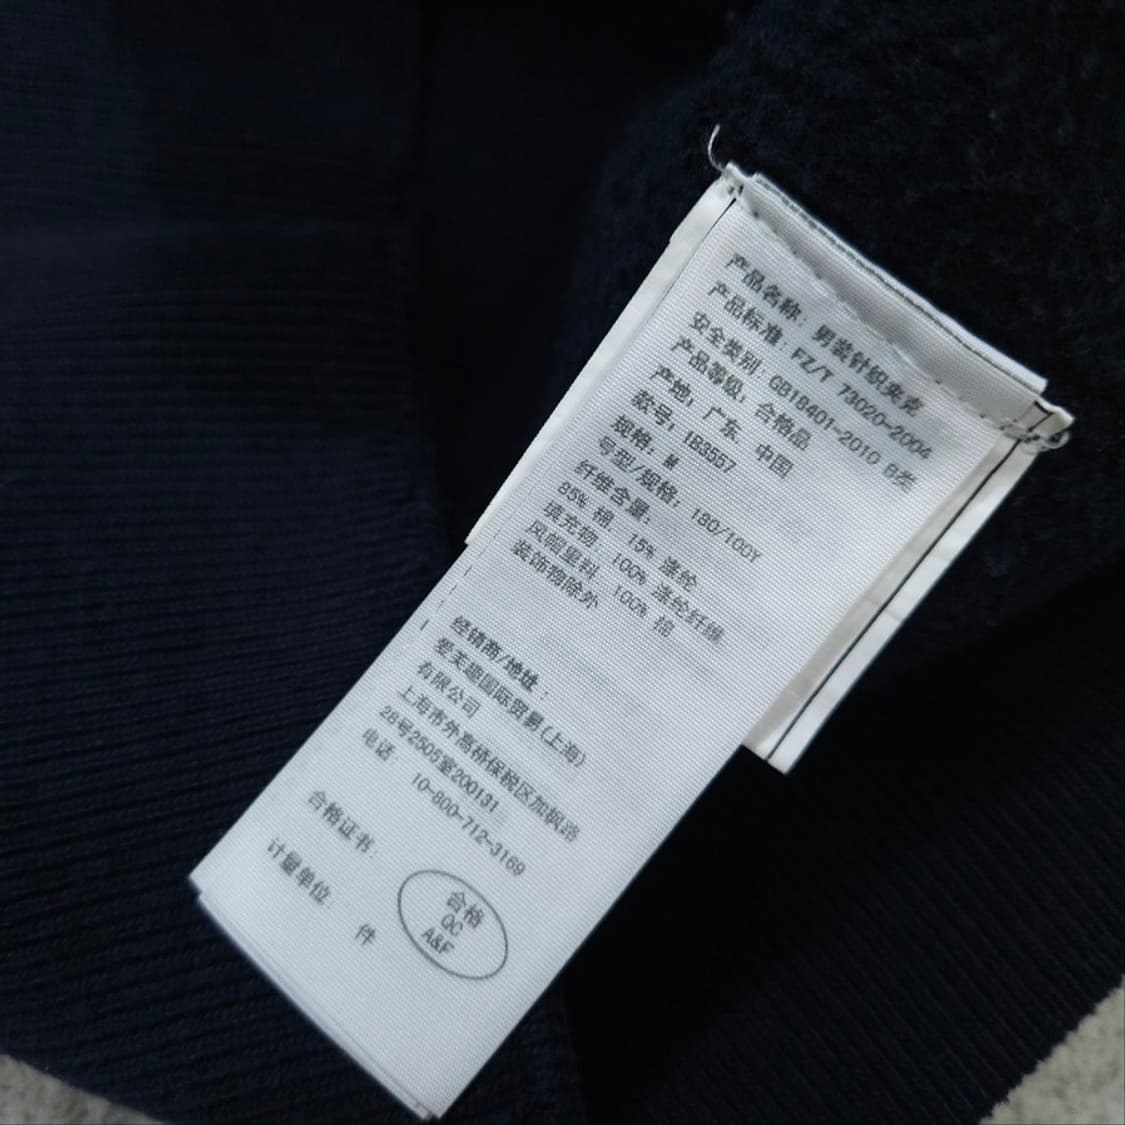 产品名称: 男装针织夹克
产品标准: FZ/T 73020-2004
安全类别: GB18401-2010 B类
产品等级: 合格品
产地: 广东 中国
款号: 183557
规格: M
号型/规格: 180/100Y
纤维含量:
85% 棉 15% 涤纶
填充物 100% 涤纶纤维
风帽里料 100% 棉
装饰物除外
经销商/地址:
爱天趣国际贸易(上海)
有限公司
上海市外高桥保税区加枫路
28号2505室200131
电话: 10-800-712-3169
合格证书:
合格
QC
A&F
计量单位: 件